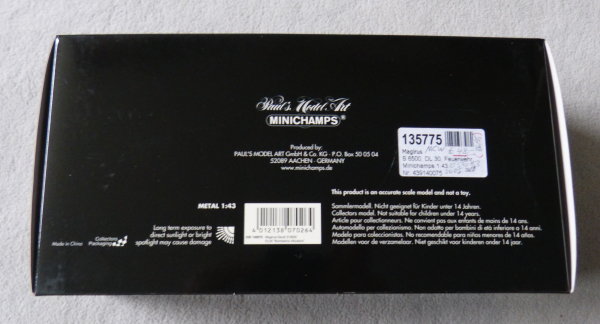 Paul's Model Art
MINICHAMPS®
Produced by:
PAUL'S MODEL ART GmbH & Co. KG - P.O. Box 50 05 04
52089 AACHEN - GERMANY
www.minichamps.de
135775
Magirus
S 6500, DL 30, Feuerwehr
Minichamps 1:43
Nr. 439140075
This product is an accurate scale model and not a toy.
METAL 1:43
Sammlermodell. Nicht geeignet für Kinder unter 14 Jahren.
Collectors model. Not suitable for children under 14 years.
Article pour collectionneurs. Ne convient pas aux enfants de moins de 14 ans.
Automodello per collezionismo. Non adatto per bambini di età inferiore a 14 anni.
Modelo para coleccionistas. No recomendable para niños menores de 14 años.
Modellen voor de verzamelaar. Niet geschikt voor kinderen onder 14 jaar.
4 012138 070264
Made in China
Collectors
Packaging
Long term exposure to
direct sunlight or bright
spotlight may cause damage